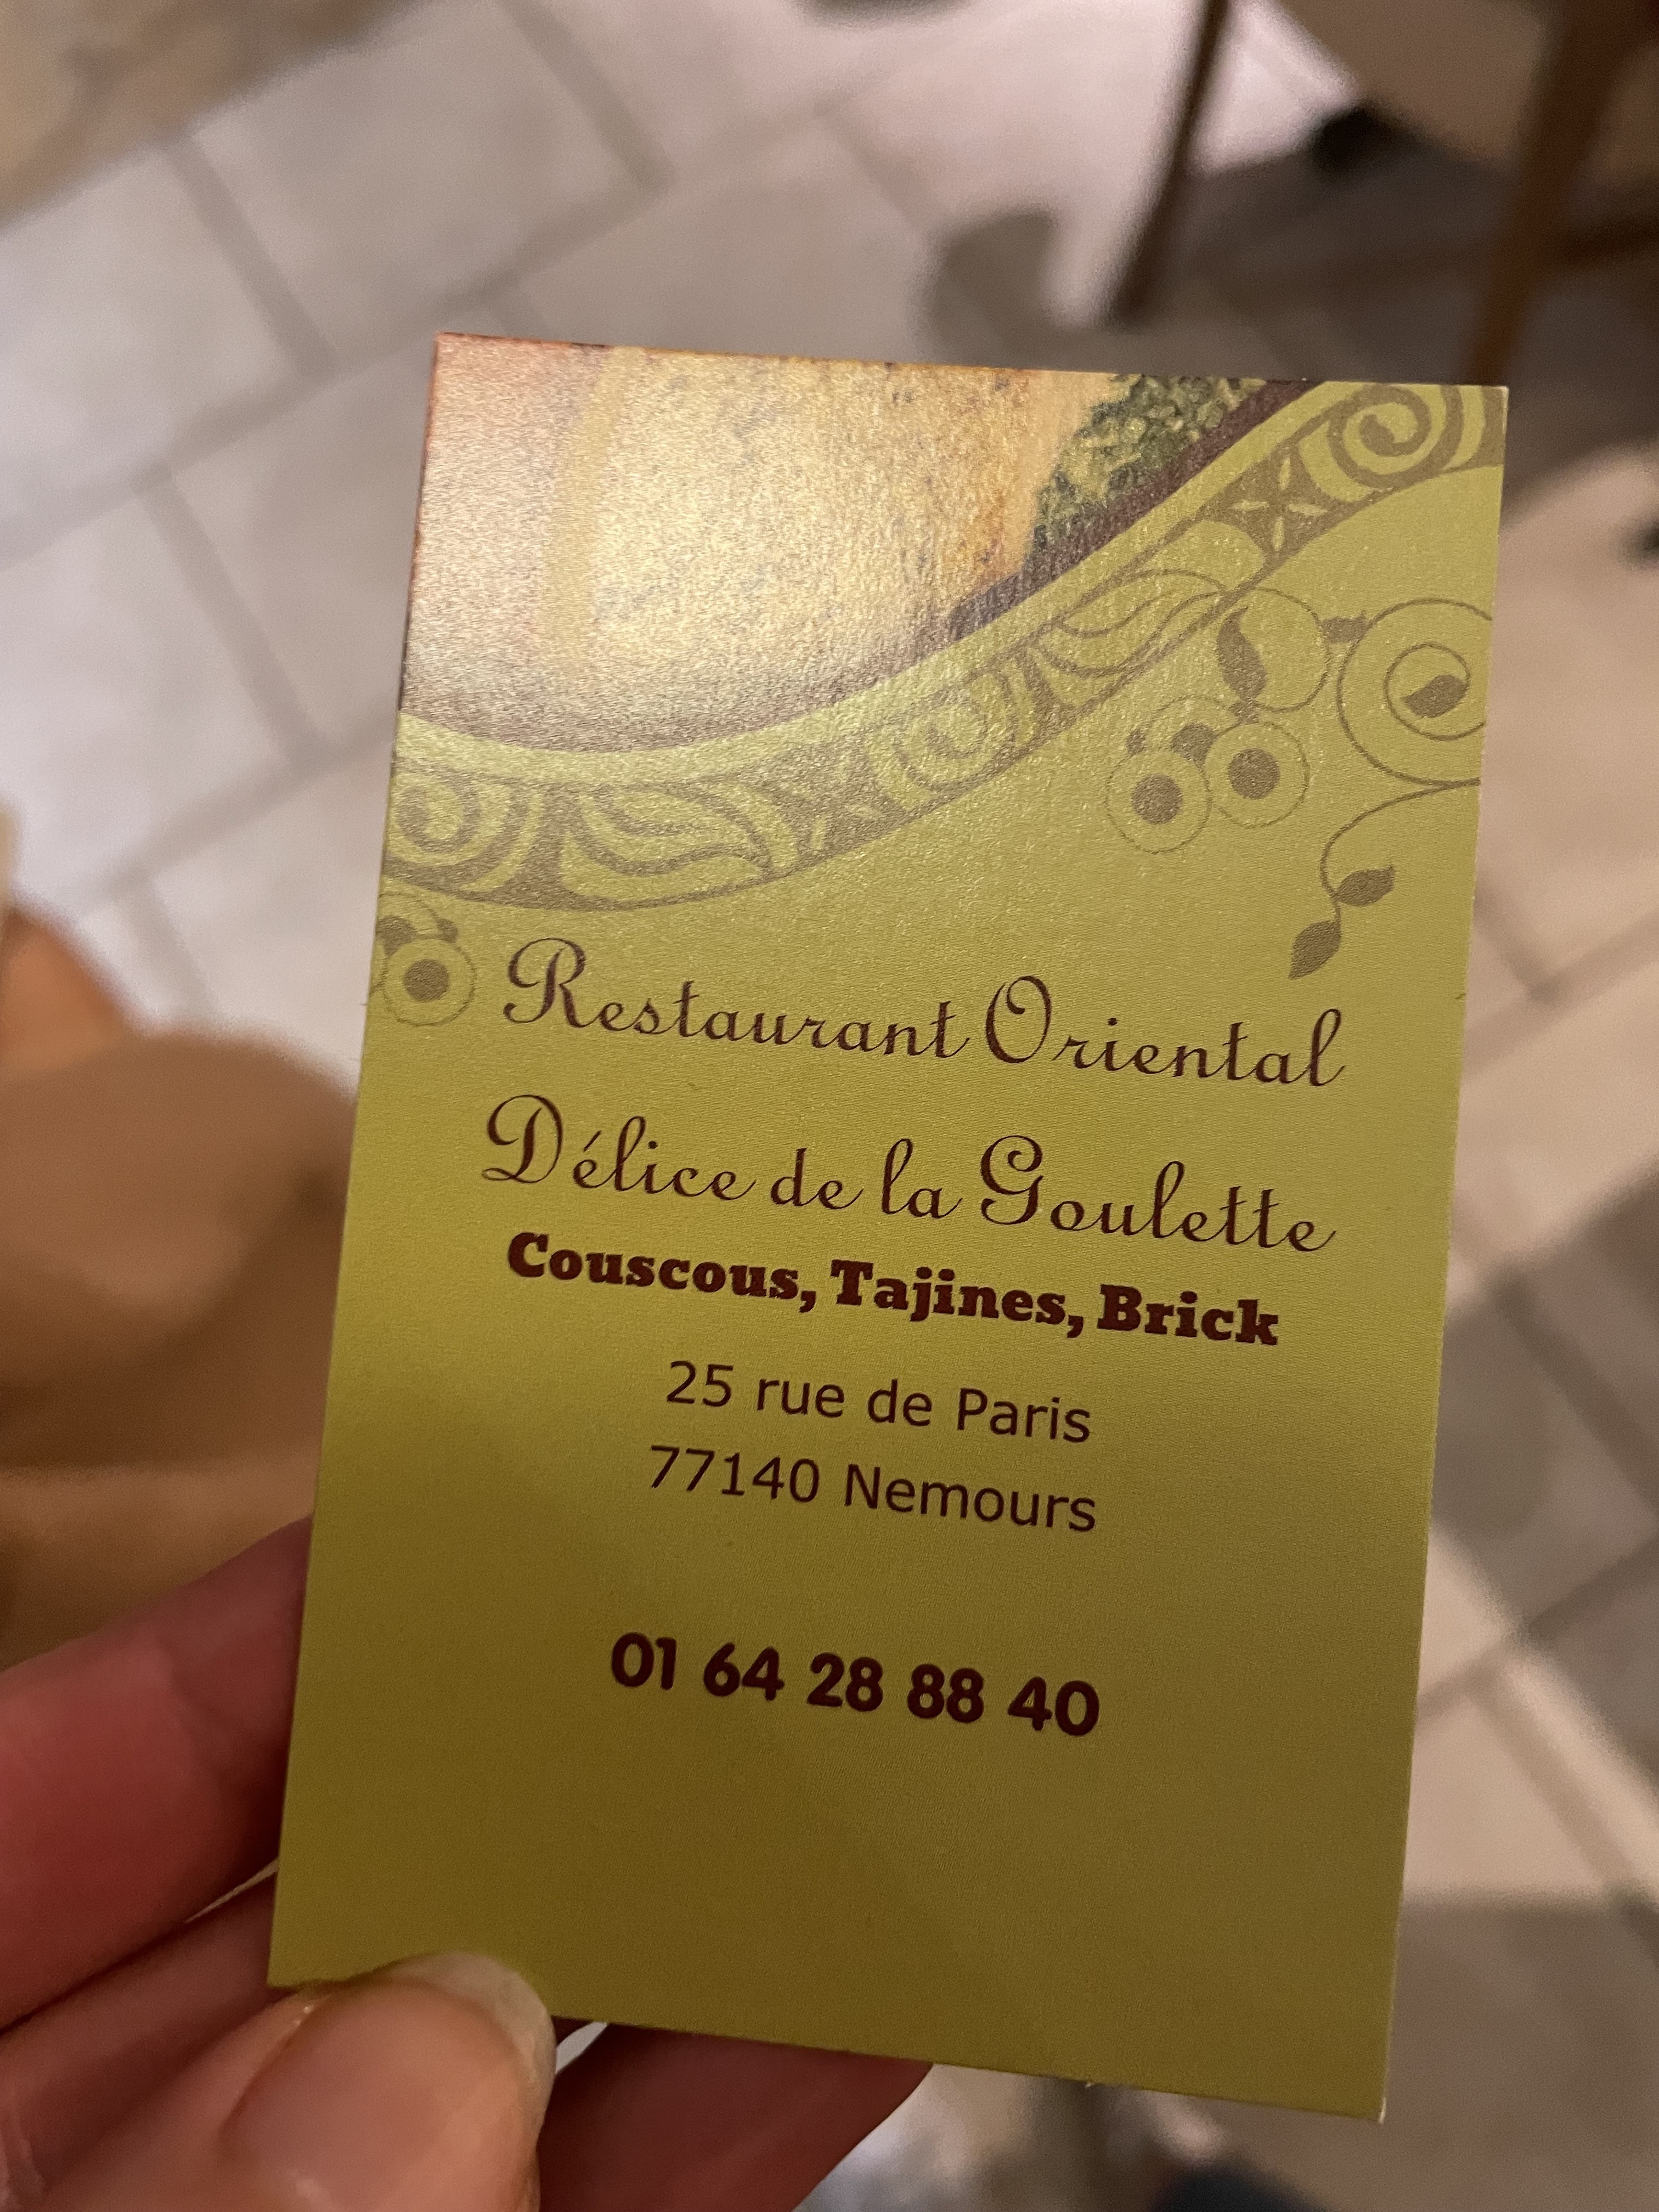 Restaurant Oriental
Délice de la Goulette
Couscous, Tajines, Brick
25 rue de Paris
77140 Nemours
01 64 28 88 40